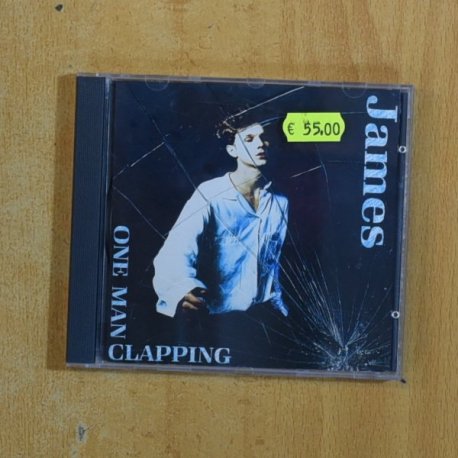 € 55.00
James
ONE MAN
CLAPPING